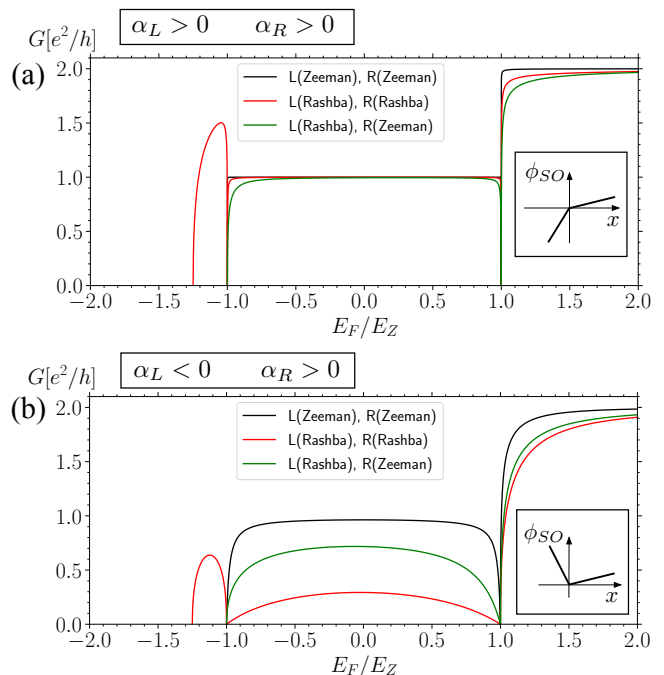 α_L > 0 α_R > 0
(a)
G[e²/h]
L(Zeeman), R(Zeeman)
L(Rashba), R(Rashba)
L(Rashba), R(Zeeman)
ϕ_SO
x
2.0
1.5
1.0
0.5
0.0
−2.0 −1.5 −1.0 −0.5 0.0 0.5 1.0 1.5 2.0
E_F/E_Z
α_L < 0 α_R > 0
(b)
G[e²/h]
L(Zeeman), R(Zeeman)
L(Rashba), R(Rashba)
L(Rashba), R(Zeeman)
ϕ_SO
x
2.0
1.5
1.0
0.5
0.0
−2.0 −1.5 −1.0 −0.5 0.0 0.5 1.0 1.5 2.0
E_F/E_Z